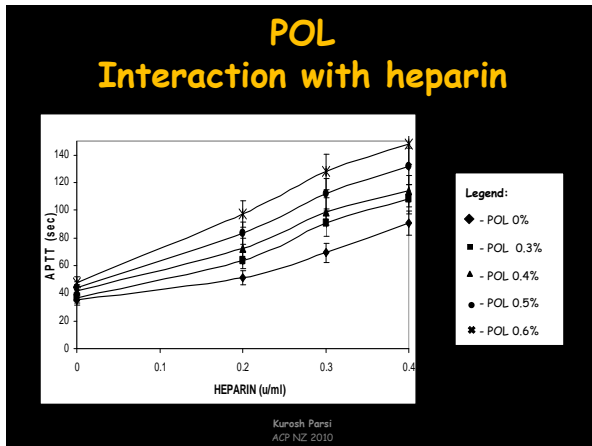 POL
Interaction with heparin
140
120
100
80
60
40
20
0
APTT (sec)
0 0.1 0.2 0.3 0.4
HEPARIN (u/ml)
Legend:
- POL 0%
- POL 0.3%
- POL 0.4%
- POL 0.5%
- POL 0.6%
Kurosh Parsi
ACP NZ 2010